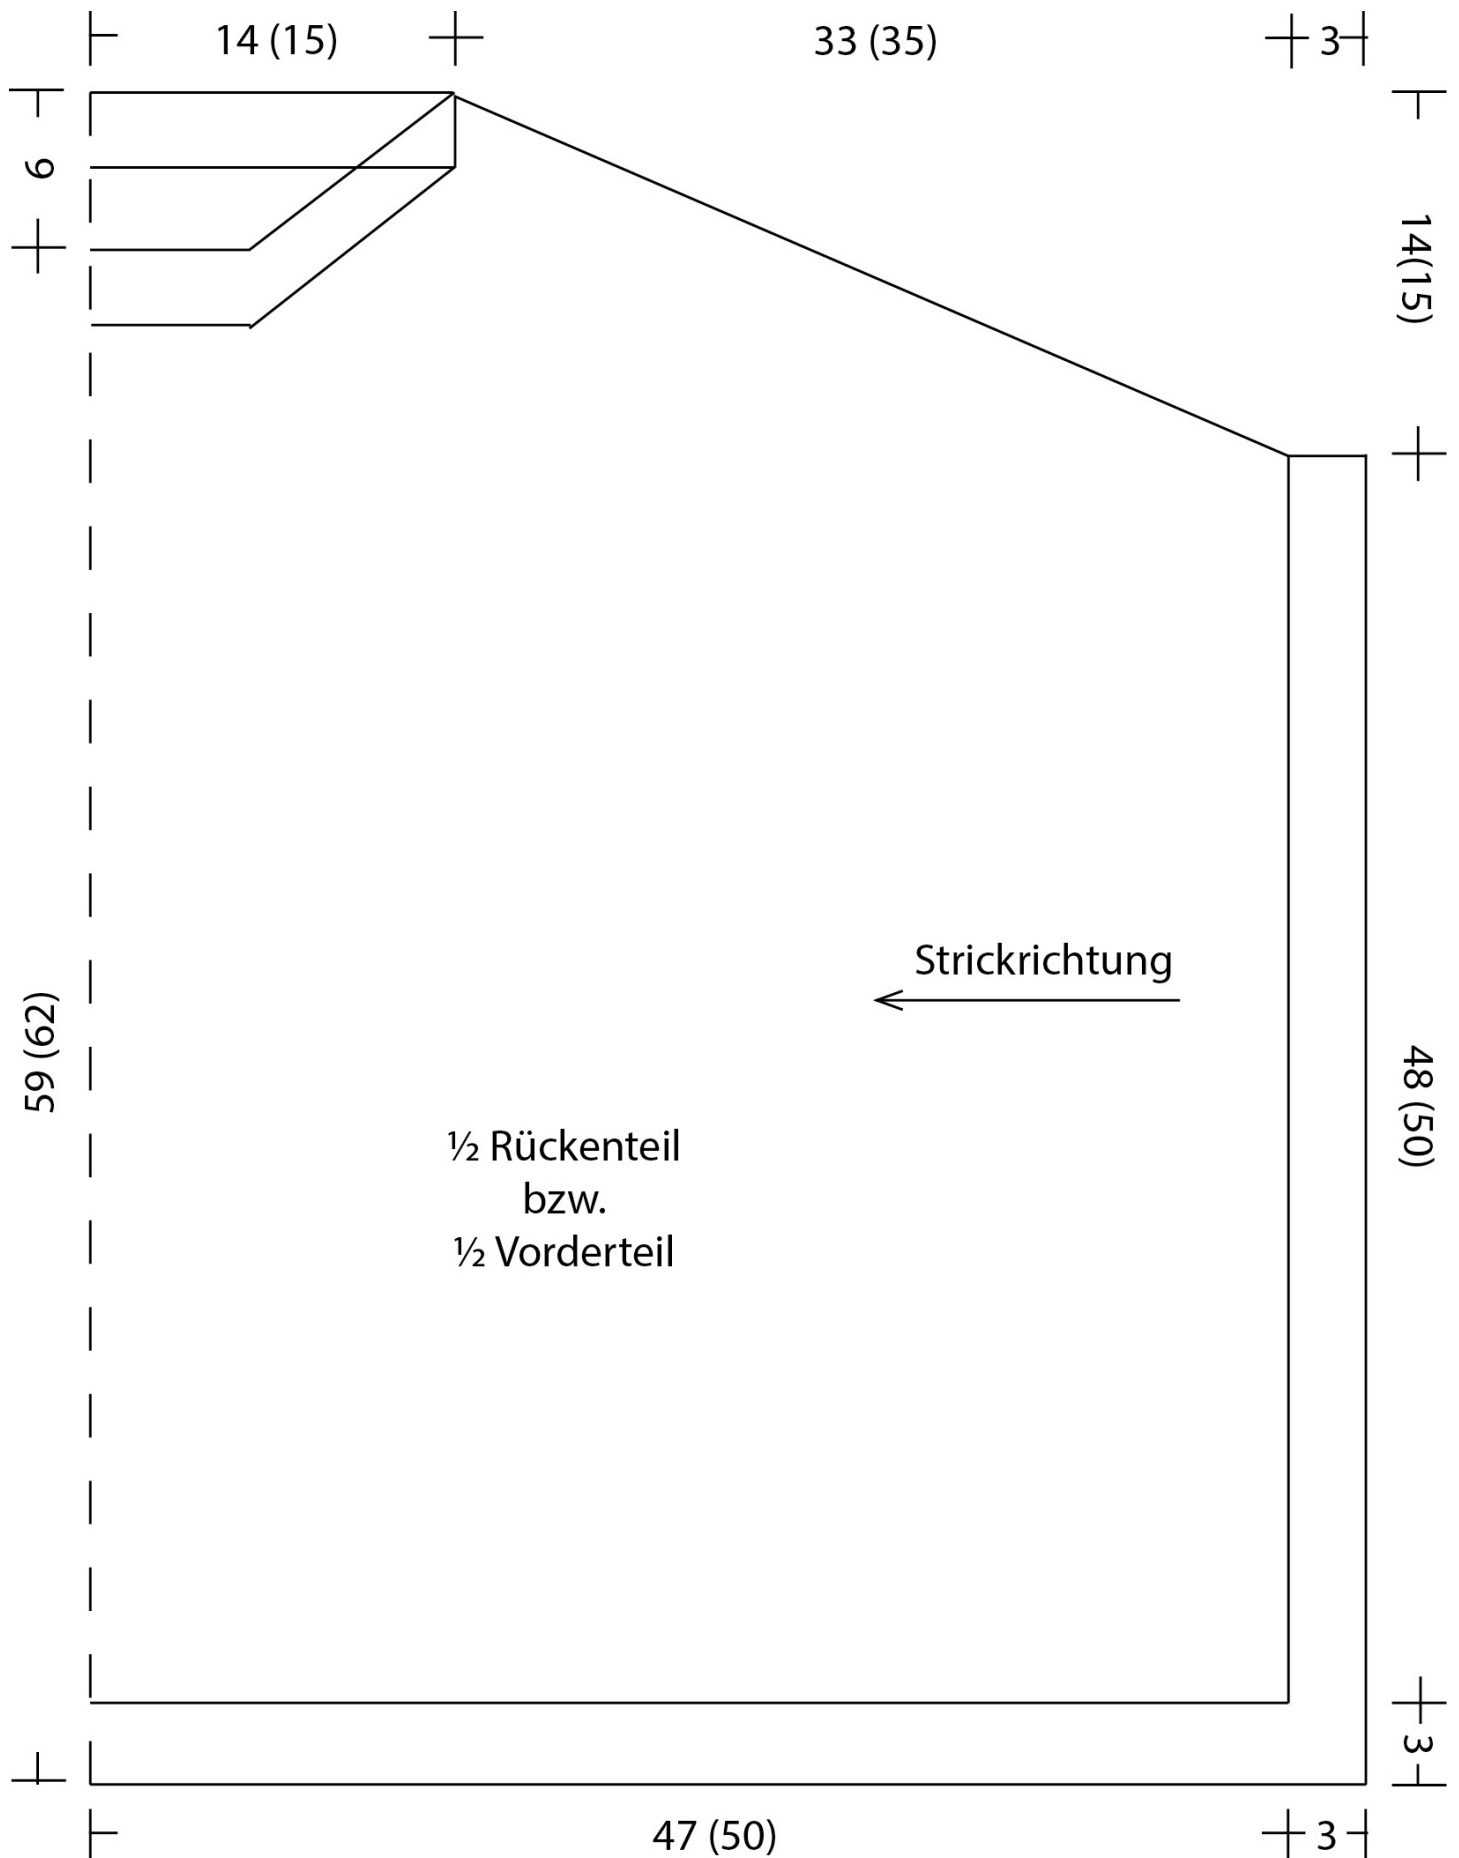 14 (15)
33 (35)
3
6
14(15)
Strickrichtung
59 (62)
48 (50)
½ Rückenteil
bzw.
½ Vorderteil
3
47 (50)
3